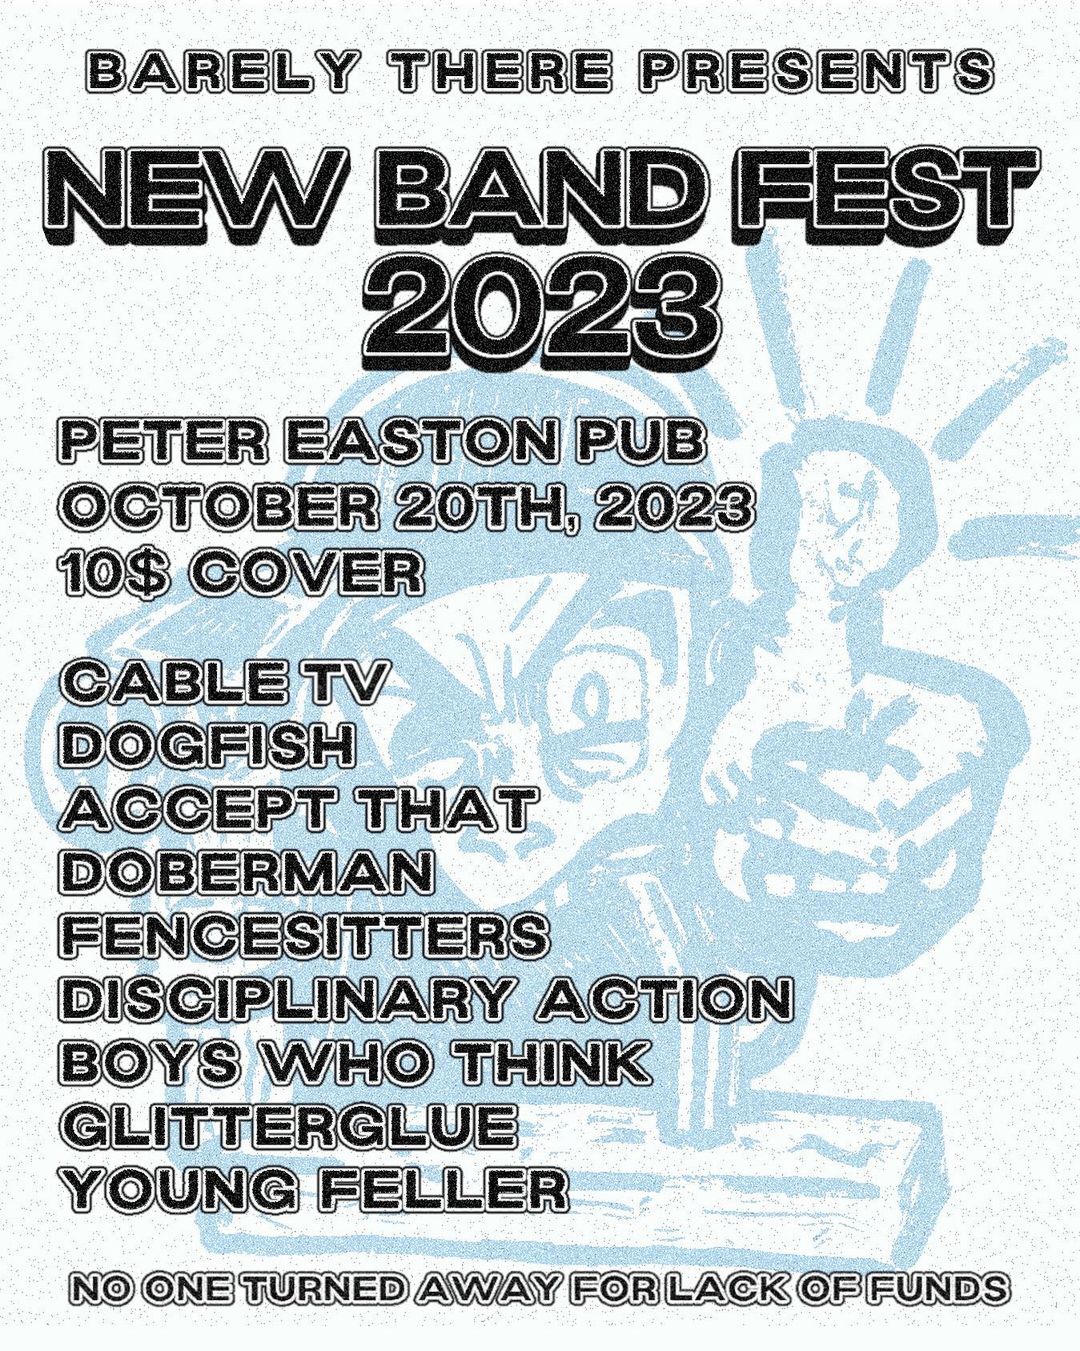 BARELY THERE PRESENTS
NEW BAND FEST
2023
PETER EASTON PUB
OCTOBER 20TH, 2023
10$ COVER
CABLE TV
DOGFISH
ACCEPT THAT
DOBERMAN
FENCESITTERS
DISCIPLINARY ACTION
BOYS WHO THINK
GLITTERGLUE
YOUNG FELLER
NO ONE TURNED AWAY FOR LACK OF FUNDS